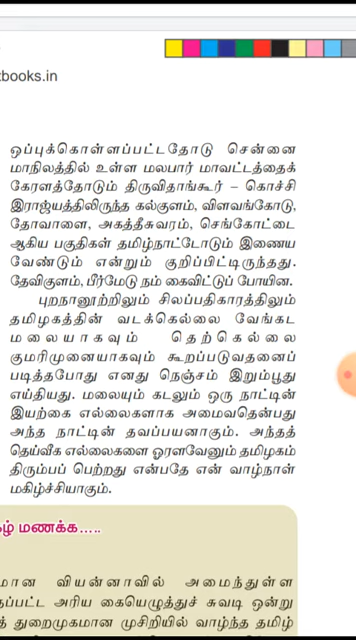 tbooks.in
ஒப்புக்கொள்ளப்பட்டதோடு சென்னை
மாநிலத்தில் உள்ள மலபார் மாவட்டத்தைக்
கேரளத்தோடும் திருவிதாங்கூர் – கொச்சி
இராஜ்யத்திலிருந்த கல்குளம், விளவங்கோடு,
தோவாளை, அகத்தீசுவரம், செங்கோட்டை
ஆகிய பகுதிகள் தமிழ்நாட்டோடும் இணைய
வேண்டும் என்றும் குறிப்பிட்டிருந்தது.
தேவிகுளம், பீர்மேடு நம் கைவிட்டுப் போயின.
புறநானூற்றிலும் சிலப்பதிகாரத்திலும்
தமிழகத்தின் வடக்கெல்லை வேங்கட
மலையாகவும் தெற்கெல்லை
குமரிமுனையாகவும் கூறப்படுவதனைப்
படித்தபோது எனது நெஞ்சம் இறும்பூது
எய்தியது. மலையும் கடலும் ஒரு நாட்டின்
இயற்கை எல்லைகளாக அமைவதென்பது
அந்த நாட்டின் தவப்பயனாகும். அந்தத்
தெய்வீக எல்லைகளை ஓரளவேனும் தமிழகம்
திரும்பப் பெற்றது என்பதே என் வாழ்நாள்
மகிழ்ச்சியாகும்.
ழ் மணக்க.....
மான வியன்னாவில் அமைந்துள்ள
தப்பட்ட அரிய கையெழுத்துச் சுவடி ஒன்று
த் துறைமுகமான முசிறியில் வாழ்ந்த தமிழ்